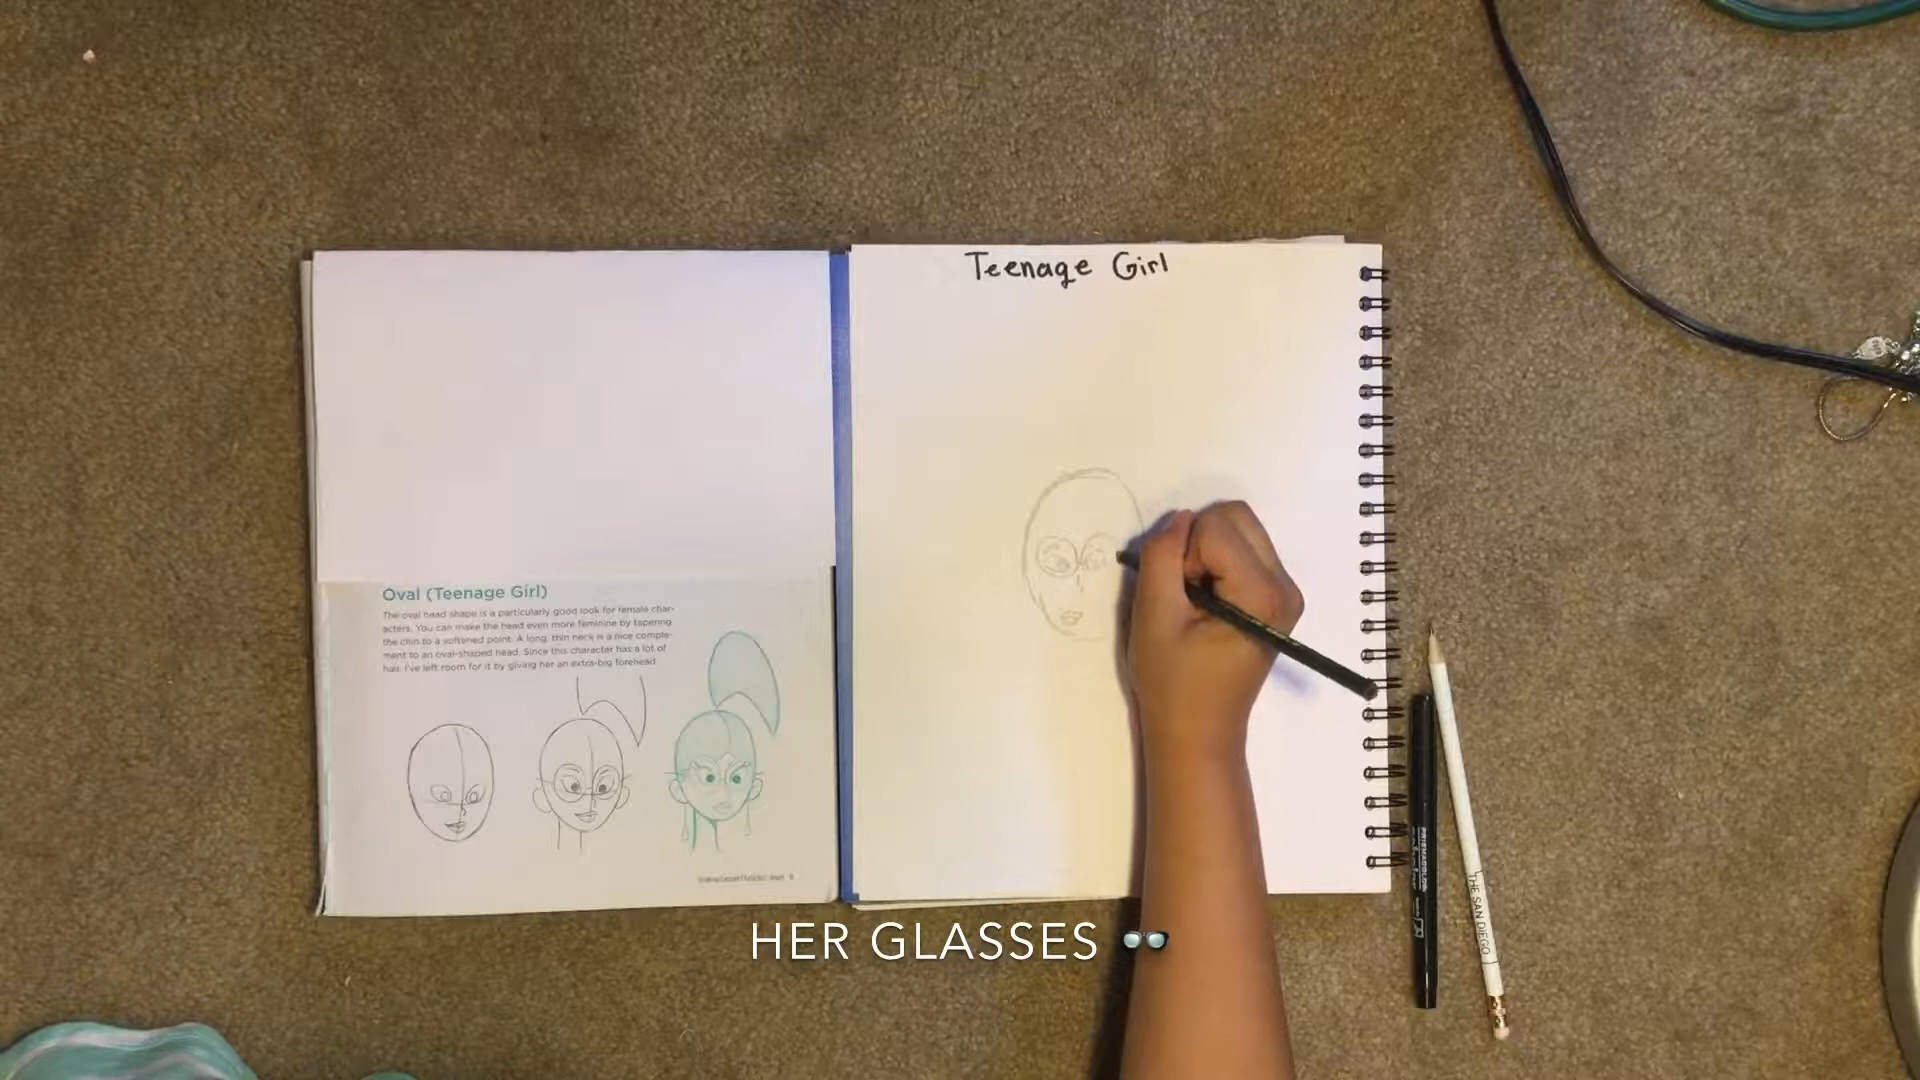 Teenage Girl
Oval (Teenage Girl)
The oval head shape is a particularly good look for female char-
acters. You can make the head even more feminine by tapering
the chin to a softened point. A long, thin neck is a nice comple-
ment to an oval-shaped head. Since this character has a lot of
hair, I've left room for it by giving her an extra-big forehead
PRISMACOLOR
THE SAN DIEGO
HER GLASSES